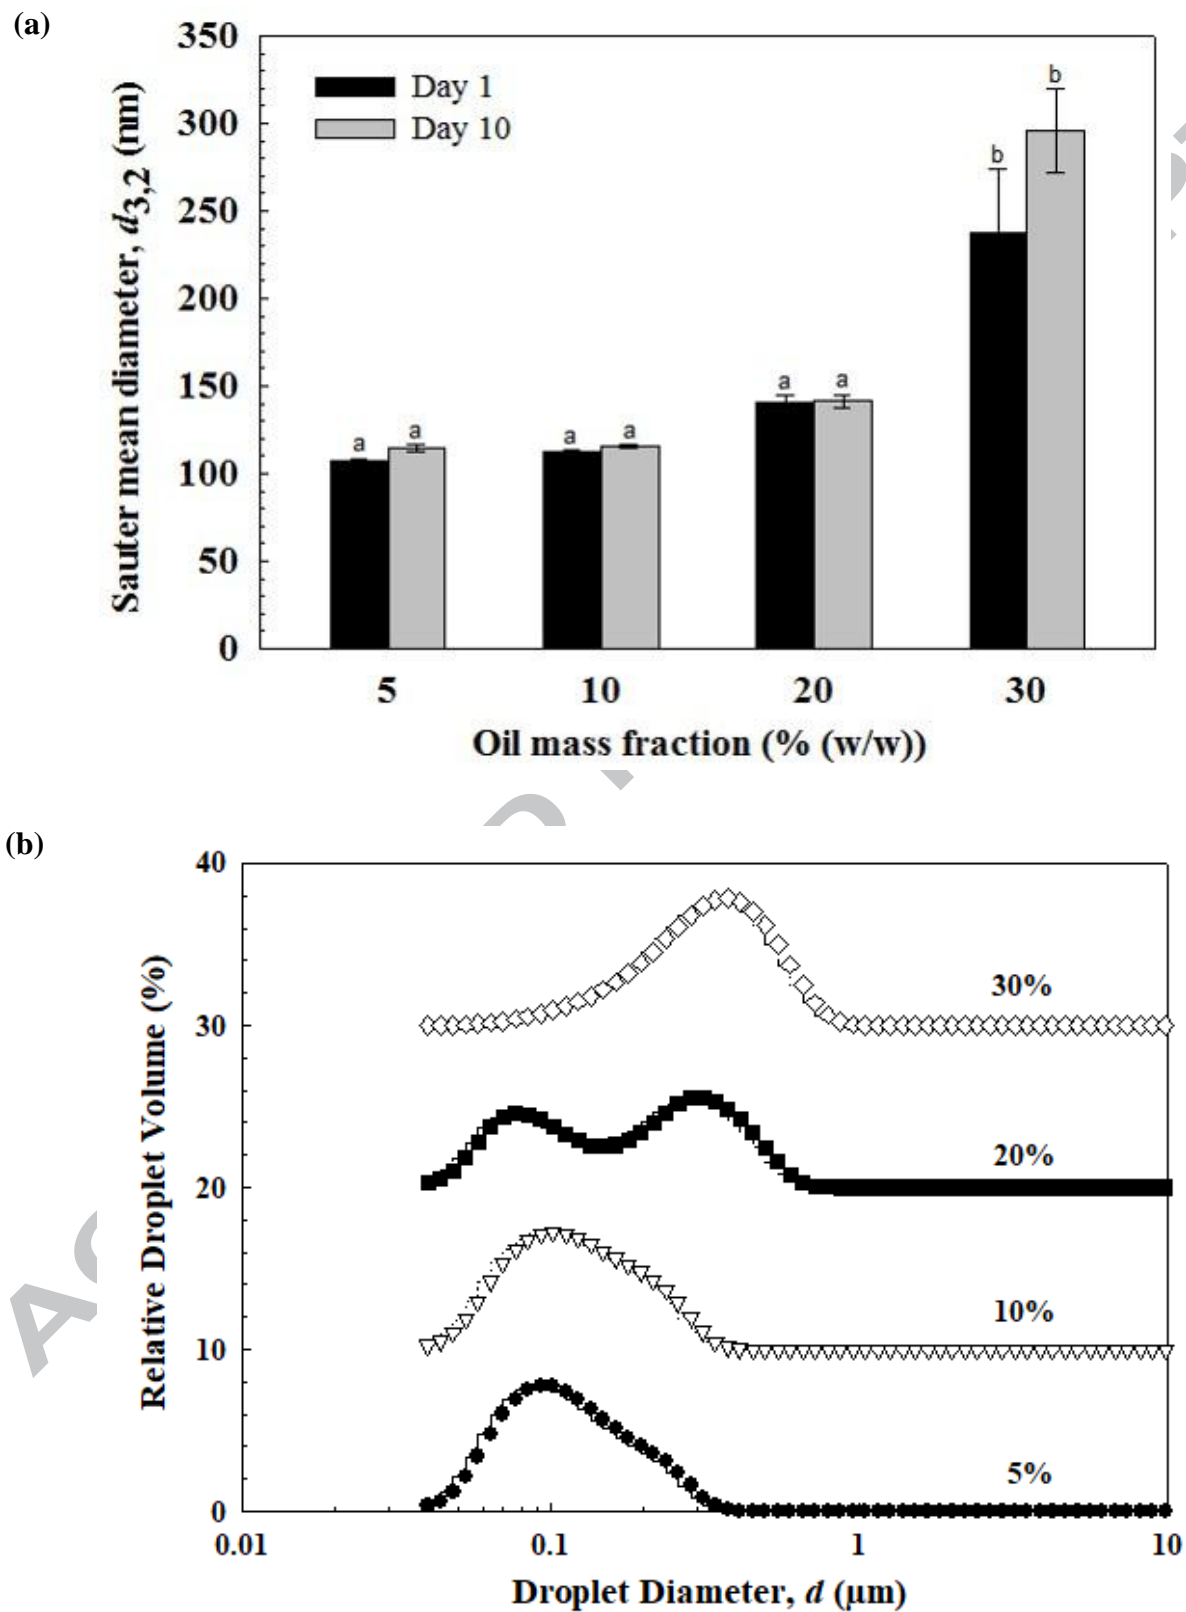 (a)
350
300
250
200
150
100
50
0
Sauter mean diameter, d3,2 (nm)
Day 1
Day 10
a
a
a
a
a
a
b
b
5
10
20
30
Oil mass fraction (% (w/w))
(b)
40
30
20
10
0
Relative Droplet Volume (%)
30%
20%
10%
5%
0.01
0.1
1
10
Droplet Diameter, d (μm)